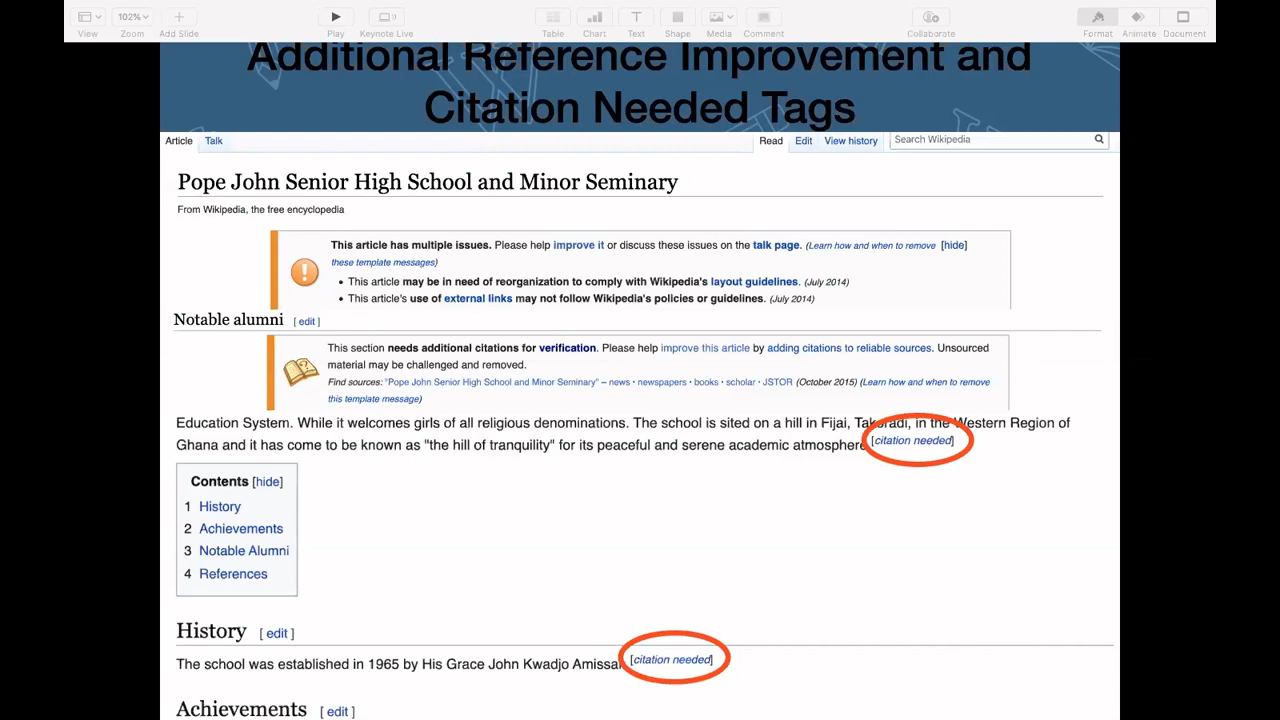 View 102% Zoom Add Slide Play Keynote Live Table Chart Text Shape Media Comment Collaborate Format Animate Document
Additional Reference Improvement and
Citation Needed Tags
Article Talk Read Edit View history Search Wikipedia
Pope John Senior High School and Minor Seminary
From Wikipedia, the free encyclopedia
This article has multiple issues. Please help improve it or discuss these issues on the talk page. (Learn how and when to remove [hide]
these template messages)
• This article may be in need of reorganization to comply with Wikipedia's layout guidelines. (July 2014)
• This article's use of external links may not follow Wikipedia's policies or guidelines. (July 2014)
Notable alumni [ edit ]
This section needs additional citations for verification. Please help improve this article by adding citations to reliable sources. Unsourced
material may be challenged and removed.
Find sources: "Pope John Senior High School and Minor Seminary" – news · newspapers · books · scholar · JSTOR (October 2015) (Learn how and when to remove
this template message)
Education System. While it welcomes girls of all religious denominations. The school is sited on a hill in Fijai, Takoradi, in the Western Region of
Ghana and it has come to be known as "the hill of tranquility" for its peaceful and serene academic atmosphere [citation needed]
Contents [hide]
1 History
2 Achievements
3 Notable Alumni
4 References
History [ edit ]
The school was established in 1965 by His Grace John Kwadjo Amissa [citation needed]
Achievements [ edit ]